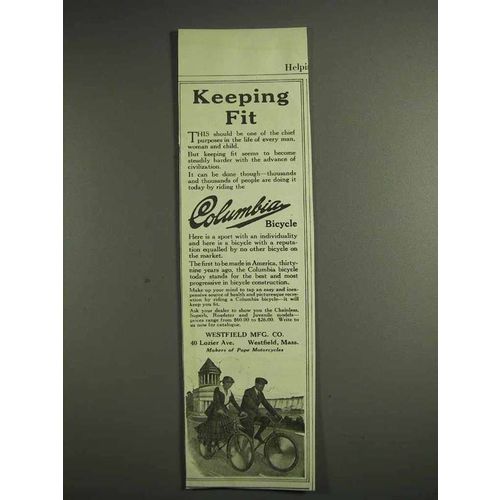 Helpi
Keeping
Fit
THIS should be one of the chief
purposes in the life of every man,
woman and child.
But keeping fit seems to become
steadily harder with the advance of
civilization.
It can be done though—thousands
and thousands of people are doing it
today by riding the
Columbia
Bicycle
Here is a sport with an individuality
and here is a bicycle with a reputa-
tion equalled by no other bicycle on
the market.
The first to be made in America, thirty-
nine years ago, the Columbia bicycle
today stands for the best and most
progressive in bicycle construction.
Make up your mind to tap an easy and inex-
pensive source of health and picturesque recre-
ation by riding a Columbia bicycle—it will
keep you fit.
Ask your dealer to show you the Chainless,
Superb, Roadster and Juvenile models—
prices range from $60.00 to $26.00. Write to
us now for catalogue.
WESTFIELD MFG. CO.
40 Lozier Ave. Westfield, Mass.
Makers of Pope Motorcycles